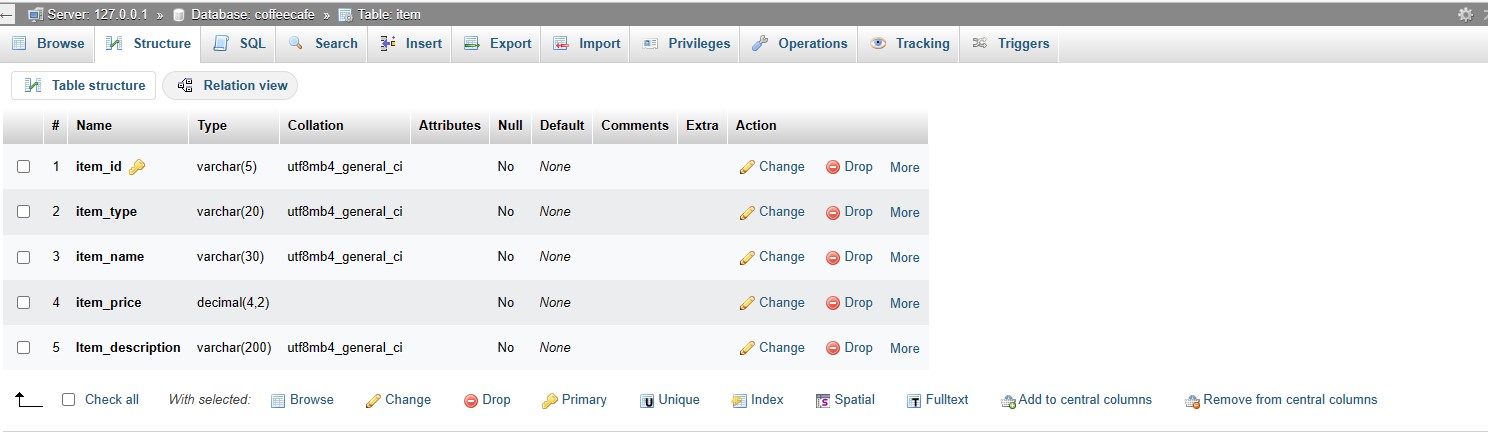 Server: 127.0.0.1 » Database: coffeecafe » Table: item
Browse Structure SQL Search Insert Export Import Privileges Operations Tracking Triggers
Table structure Relation view
# Name Type Collation Attributes Null Default Comments Extra Action
1 item_id varchar(5) utf8mb4_general_ci No None Change Drop More
2 item_type varchar(20) utf8mb4_general_ci No None Change Drop More
3 item_name varchar(30) utf8mb4_general_ci No None Change Drop More
4 item_price decimal(4,2) No None Change Drop More
5 Item_description varchar(200) utf8mb4_general_ci No None Change Drop More
Check all With selected: Browse Change Drop Primary Unique Index Spatial Fulltext Add to central columns Remove from central columns